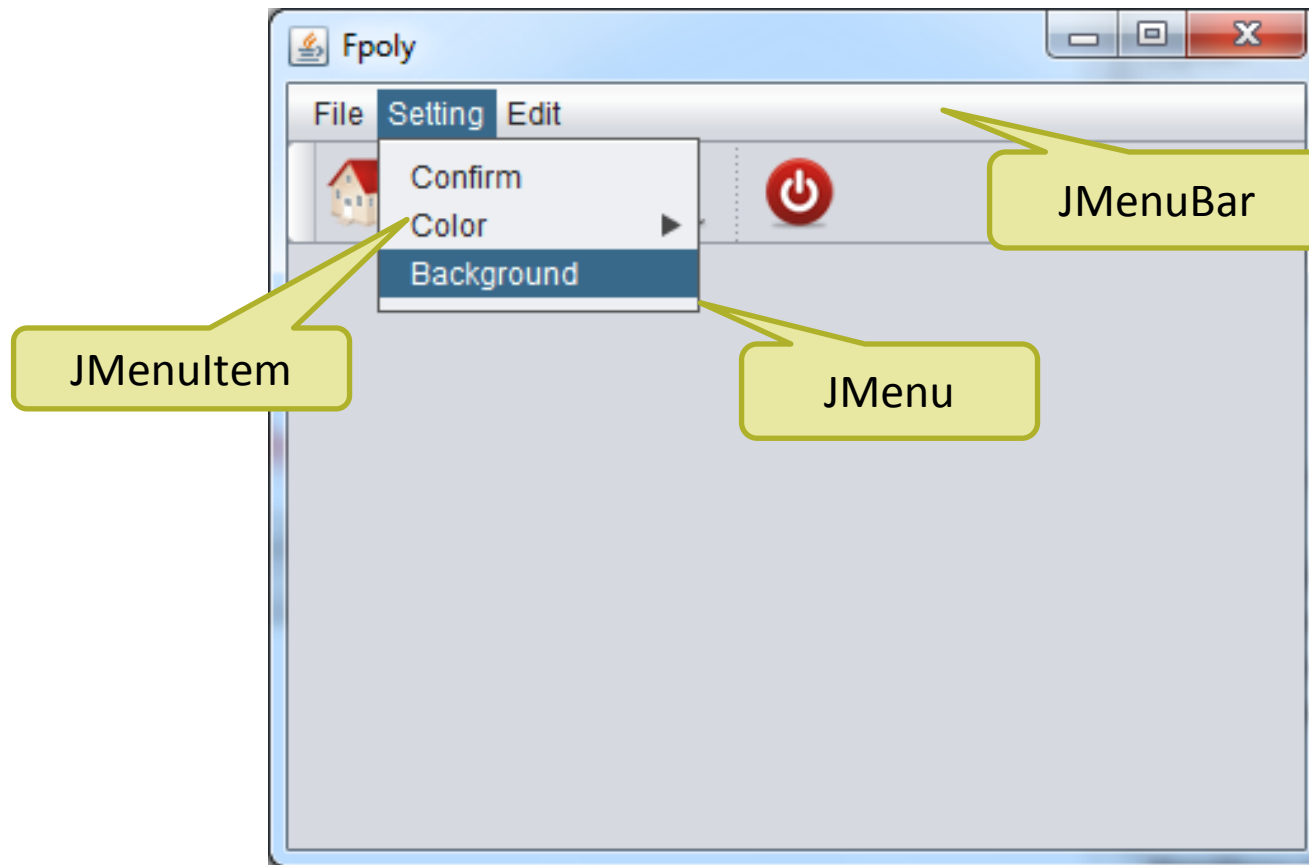 Fpoly
File Setting Edit
Confirm
Color
Background
JMenuBar
JMenuItem
JMenu